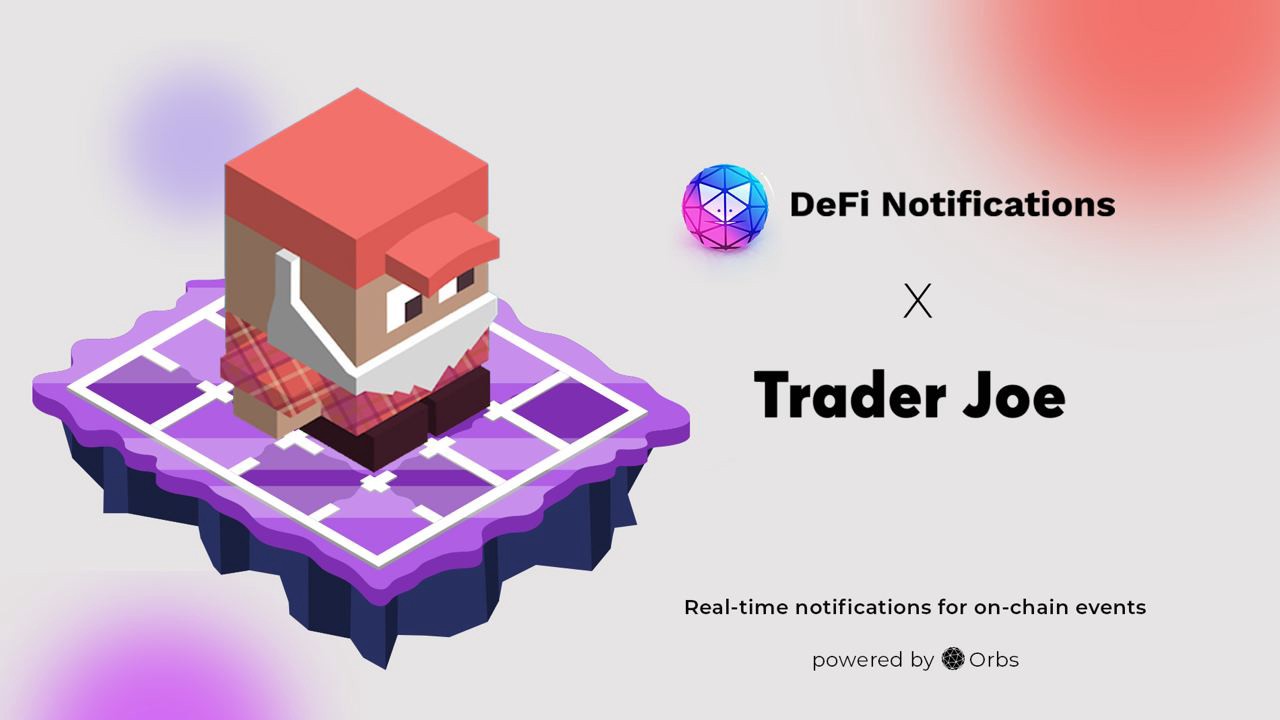 DeFi Notifications
X
Trader Joe
Real-time notifications for on-chain events
powered by Orbs